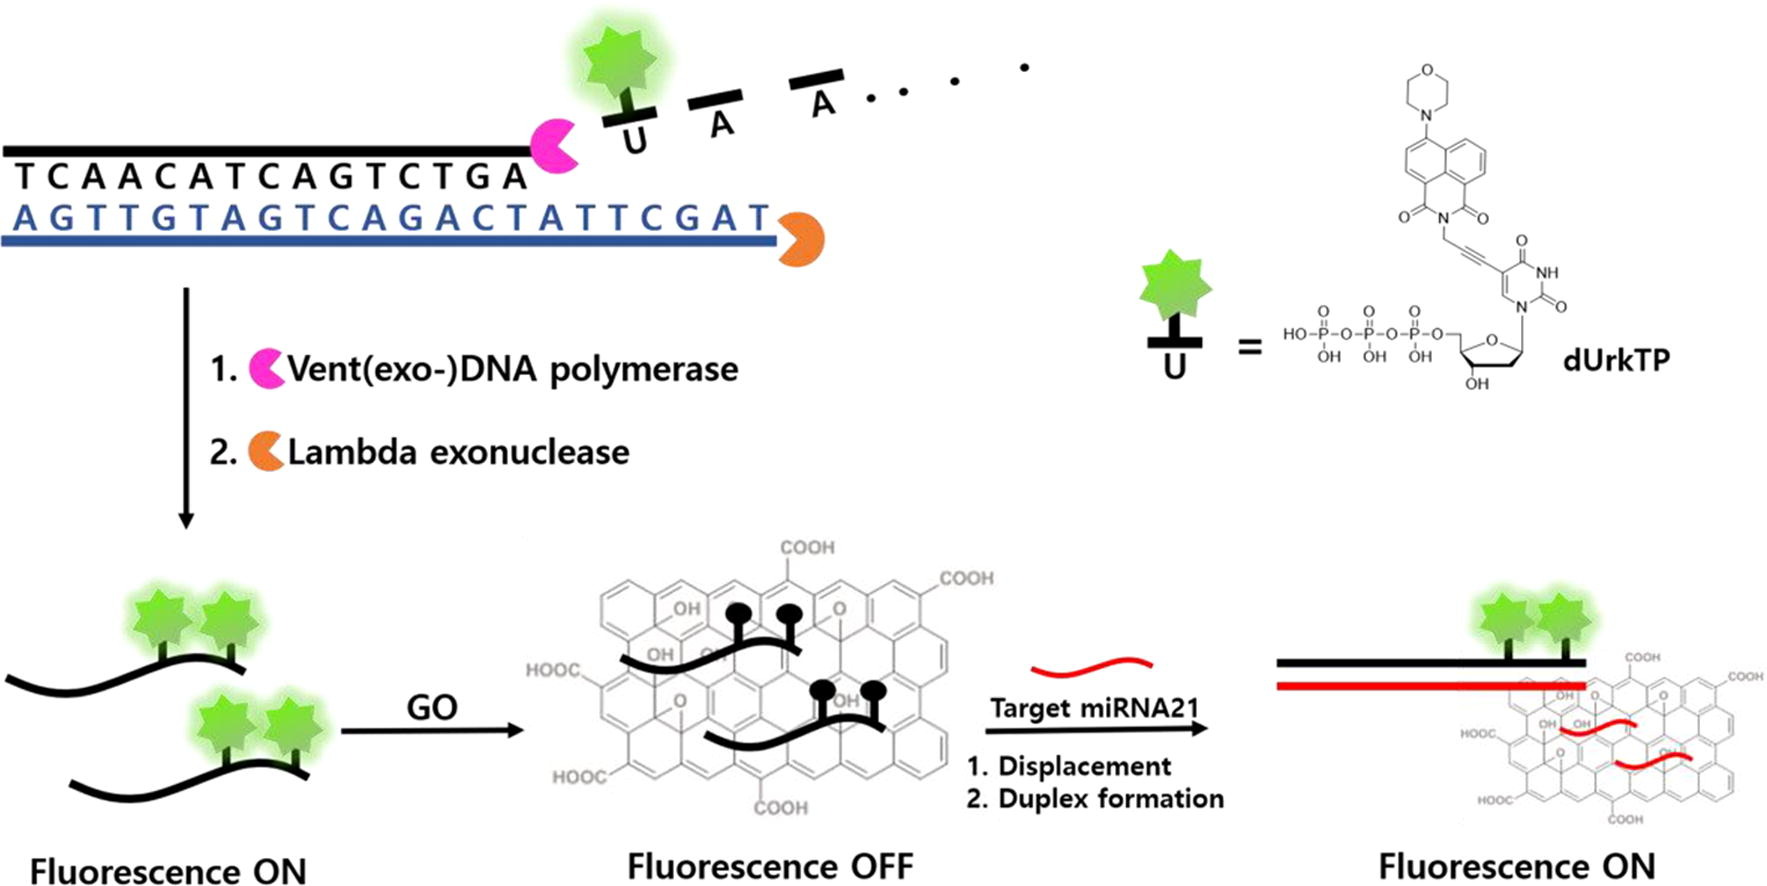 U A A . . . .
TCAACATCAGTCTGA
AGTTGTAGTCAGACTATTCGAT
1. Vent(exo-)DNA polymerase
2. Lambda exonuclease
O
N
O N O
O
NH
N O
O O O
HO P O P O P O O
OH OH OH
OH
U = dUrkTP
COOH
COOH
OH O
OH OH
HOOC
O OH
HOOC
COOH
GO
Target miRNA21
1. Displacement
2. Duplex formation
COOH
COOH
OH O O
OH OH
HOOC
O OH
HOOC
COOH
Fluorescence ON
Fluorescence OFF
Fluorescence ON